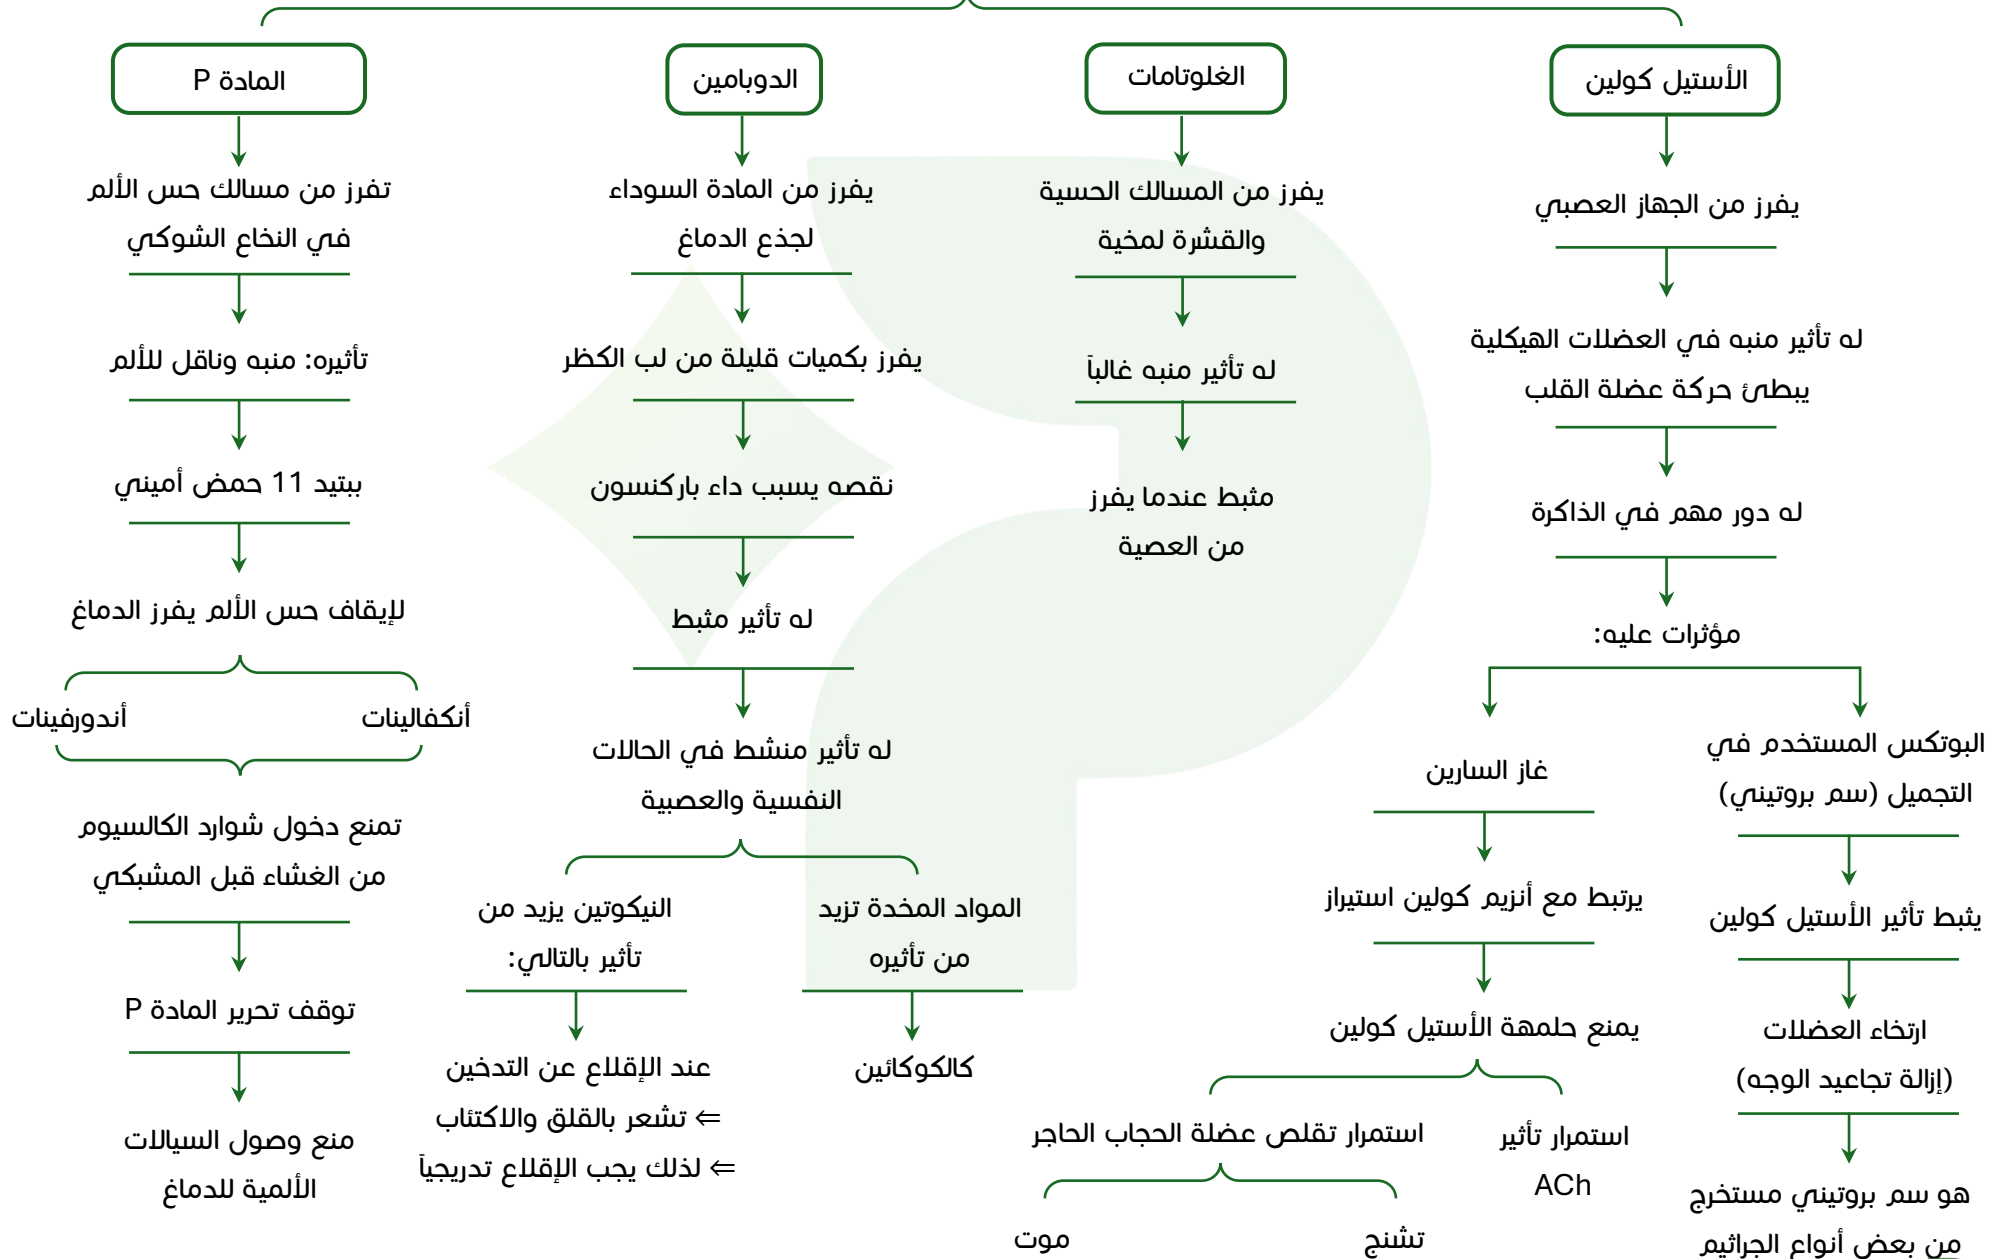 الأستيل كولين
يفرز من الجهاز العصبي
له تأثير منبه في العضلات الهيكلية
يبطئ حركة عضلة القلب
له دور مهم في الذاكرة
مؤثرات عليه:
البوتكس المستخدم في
التجميل (سم بروتيني)
يثبط تأثير الأستيل كولين
ارتخاء العضلات
(إزالة تجاعيد الوجه)
هو سم بروتيني مستخرج
من بعض أنواع الجراثيم
غاز السارين
يرتبط مع أنزيم كولين استيراز
يمنع حلمهة الأستيل كولين
استمرار تأثير
ACh
استمرار تقلص عضلة الحجاب الحاجر
تشنج
موت
الغلوتامات
يفرز من المسالك الحسية
والقشرة لمخية
له تأثير منبه غالباً
مثبط عندما يفرز
من العصية
الدوبامين
يفرز من المادة السوداء
لجذع الدماغ
يفرز بكميات قليلة من لب الكظر
نقصه يسبب داء باركنسون
له تأثير مثبط
له تأثير منشط في الحالات
النفسية والعصبية
المواد المخدة تزيد
من تأثيره
كالكوكائين
النيكوتين يزيد من
تأثير بالتالي:
عند الإقلاع عن التدخين
⇐ تشعر بالقلق والاكتئاب
⇐ لذلك يجب الإقلاع تدريجياً
المادة P
تفرز من مسالك حس الألم
في النخاع الشوكي
تأثيره: منبه وناقل للألم
ببتيد 11 حمض أميني
لإيقاف حس الألم يفرز الدماغ
أنكفالينات
أندورفينات
تمنع دخول شوارد الكالسيوم
من الغشاء قبل المشبكي
توقف تحرير المادة P
منع وصول السيالات
الألمية للدماغ